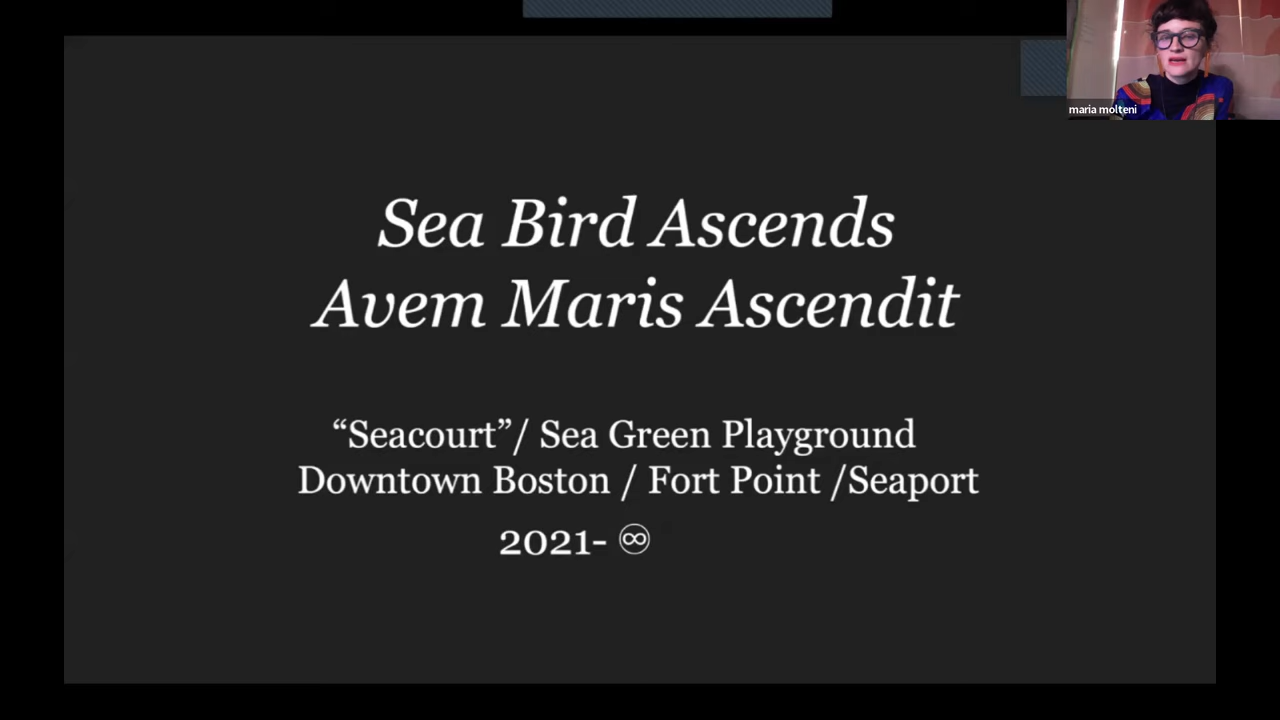 maria molteni
Sea Bird Ascends
Avem Maris Ascendit
“Seacourt”/ Sea Green Playground
Downtown Boston / Fort Point /Seaport
2021- ♾